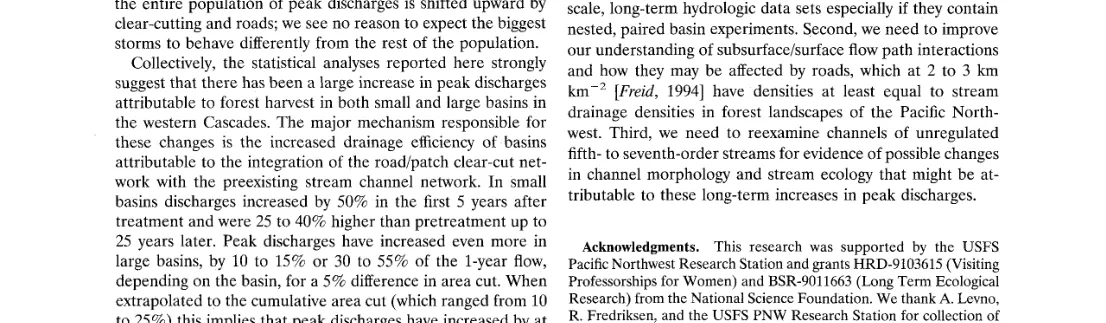 the entire population of peak discharges is shifted upward by
clear-cutting and roads; we see no reason to expect the biggest
storms to behave differently from the rest of the population.
Collectively, the statistical analyses reported here strongly
suggest that there has been a large increase in peak discharges
attributable to forest harvest in both small and large basins in
the western Cascades. The major mechanism responsible for
these changes is the increased drainage efficiency of basins
attributable to the integration of the road/patch clear-cut net-
work with the preexisting stream channel network. In small
basins discharges increased by 50% in the first 5 years after
treatment and were 25 to 40% higher than pretreatment up to
25 years later. Peak discharges have increased even more in
large basins, by 10 to 15% or 30 to 55% of the 1-year flow,
depending on the basin, for a 5% difference in area cut. When
extrapolated to the cumulative area cut (which ranged from 10
to 25%) this implies that peak discharges have increased by at
scale, long-term hydrologic data sets especially if they contain
nested, paired basin experiments. Second, we need to improve
our understanding of subsurface/surface flow path interactions
and how they may be affected by roads, which at 2 to 3 km
km⁻² [Freid, 1994] have densities at least equal to stream
drainage densities in forest landscapes of the Pacific North-
west. Third, we need to reexamine channels of unregulated
fifth- to seventh-order streams for evidence of possible changes
in channel morphology and stream ecology that might be at-
tributable to these long-term increases in peak discharges.
Acknowledgments. This research was supported by the USFS
Pacific Northwest Research Station and grants HRD-9103615 (Visiting
Professorships for Women) and BSR-9011663 (Long Term Ecological
Research) from the National Science Foundation. We thank A. Levno,
R. Fredriksen, and the USFS PNW Research Station for collection of